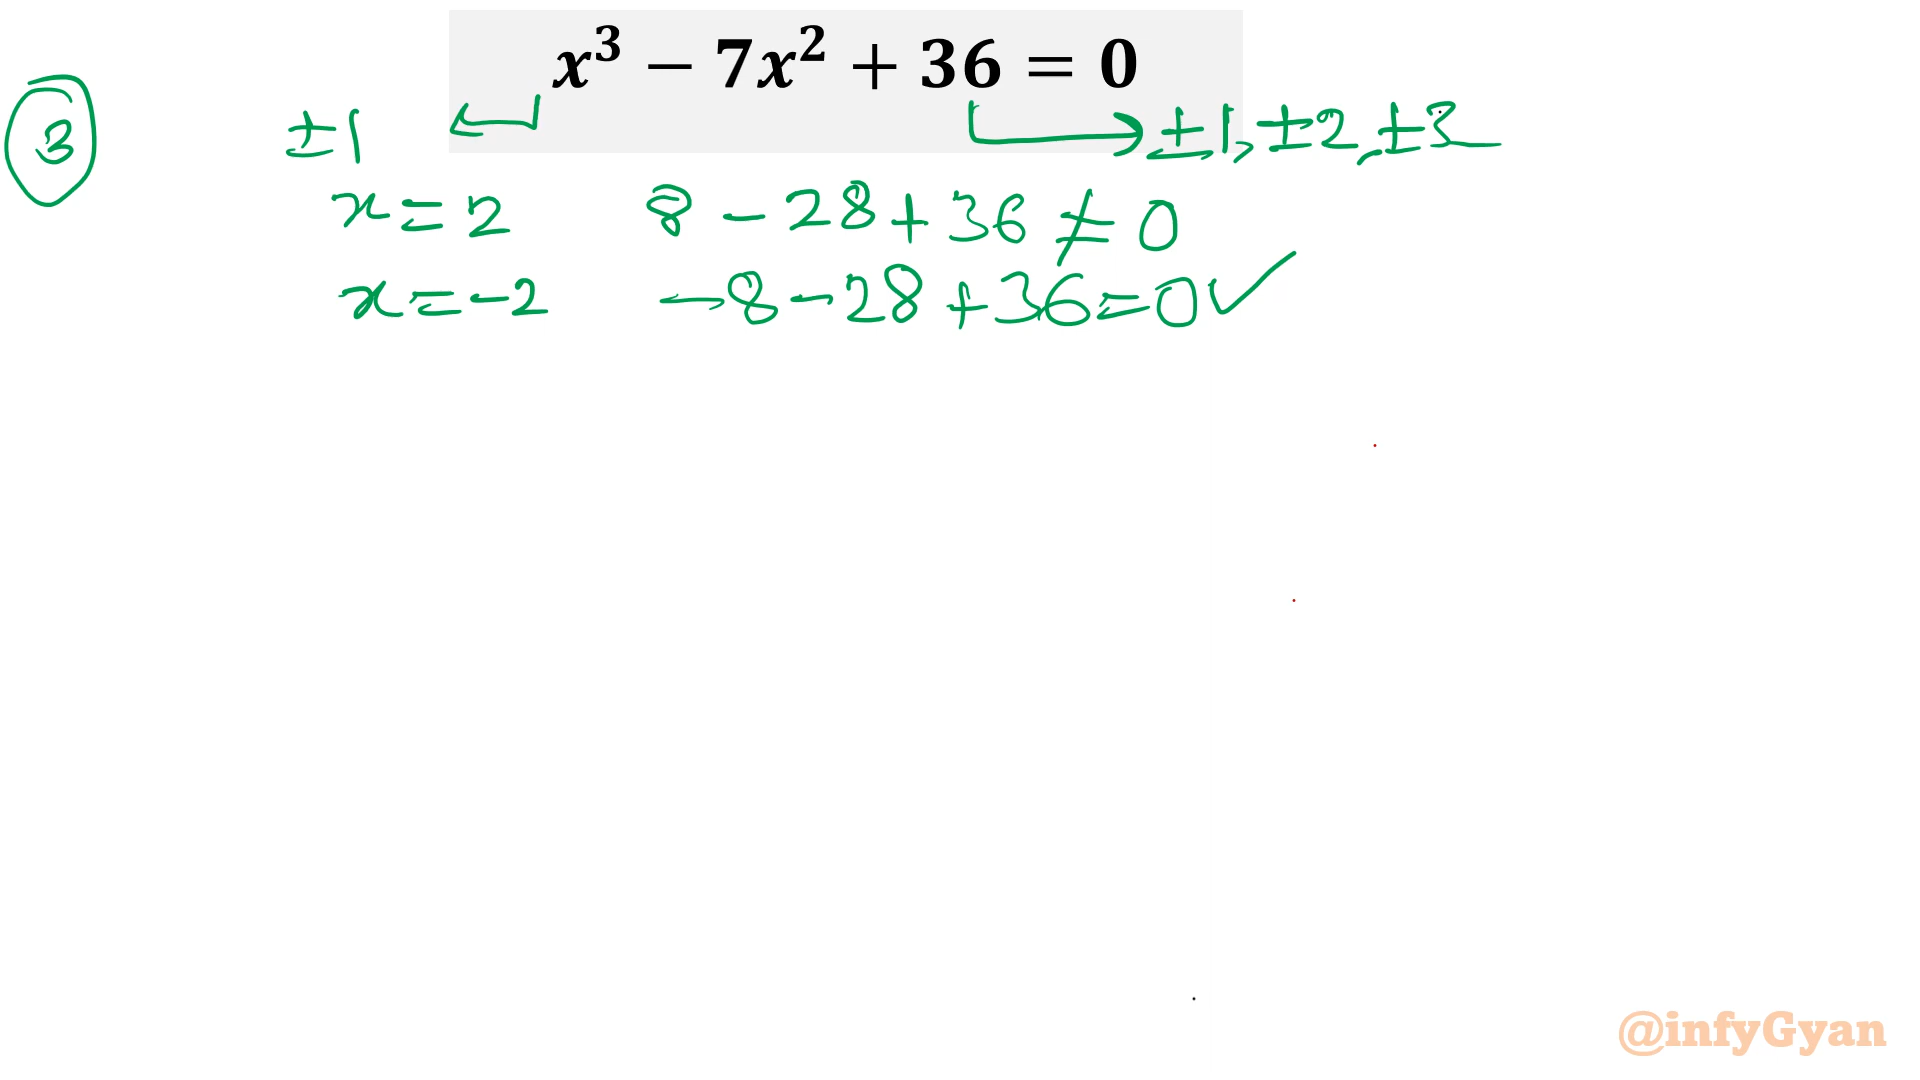 x³ − 7x² + 36 = 0
3
±1 ±1, ±2, ±3
x = 2 8 − 28 + 36 ≠ 0
x = −2 −8 − 28 + 36 = 0 ✓
@infyGyan